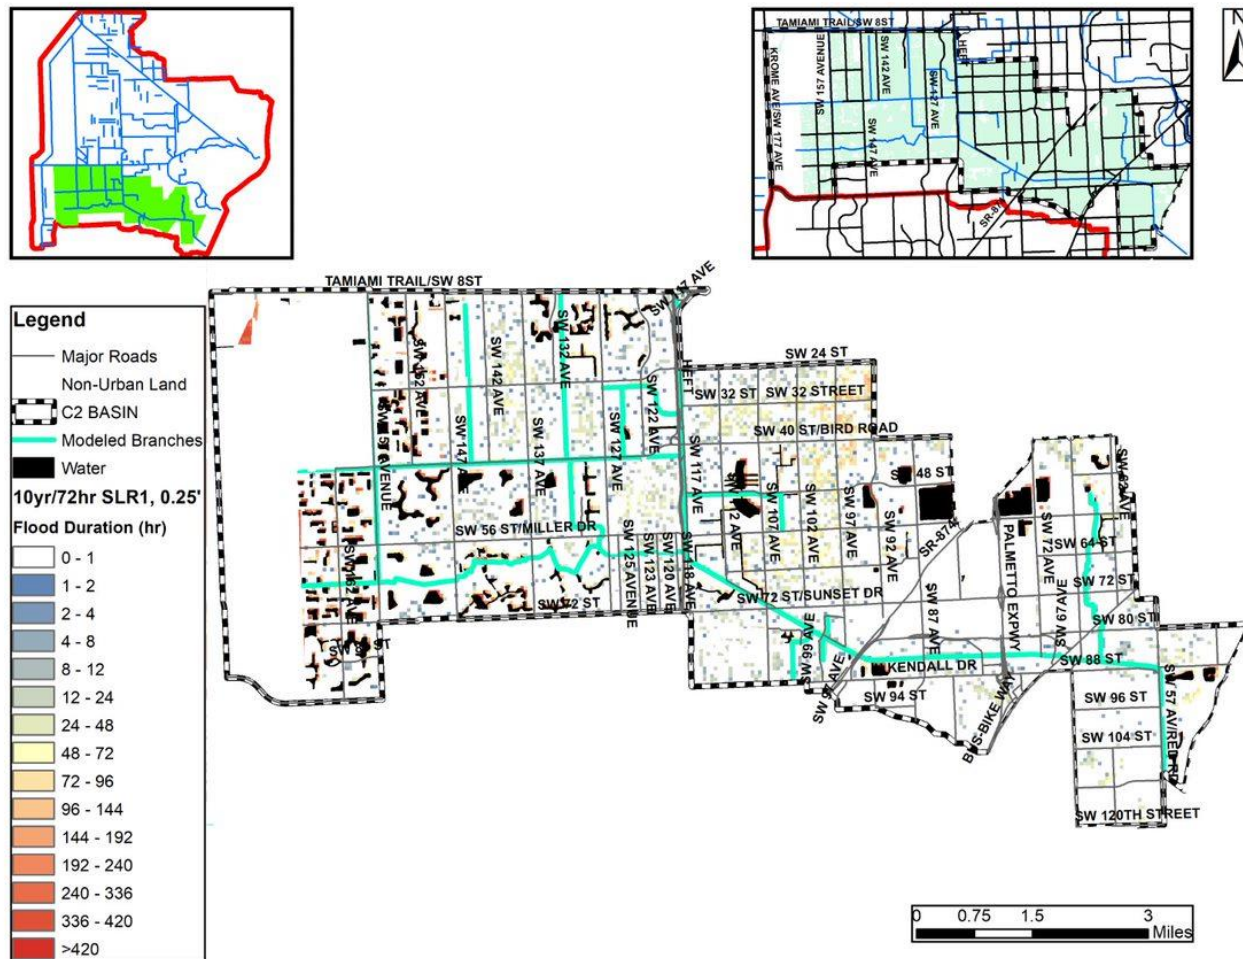 TAMIAMI TRAIL/SW 8ST
HEFT
KROME AVE/SW 177 AVE
SW 157 AVENUE
SW 142 AVE
SW 127 AVE
SW 147 AVE
N
TAMIAMI TRAIL/SW 8ST
SW 117 AVE
Legend
Major Roads
Non-Urban Land
C2 BASIN
Modeled Branches
Water
10yr/72hr SLR1, 0.25'
Flood Duration (hr)
0 - 1
1 - 2
2 - 4
4 - 8
8 - 12
12 - 24
24 - 48
48 - 72
72 - 96
96 - 144
144 - 192
192 - 240
240 - 336
336 - 420
>420
SW 142 AVE
SW 132 AVE
SW 122 AVE
HEFT
SW 24 ST
SW 32 ST
SW 32 STREET
SW 40 ST/BIRD ROAD
SW 147 AVE
SW 137 AVE
SW 127 AVE
SW 117 AVE
SW 56 ST/MILLER DR
SW 162 AVE
SW 72 ST
SW 125 AVENUE
SW 123 AVE
SW 120 AVE
SW 118 AVE
SW 107 AVE
SW 102 AVE
SW 97 AVE
SW 92 AVE
SR-874
SW 87 AVE
PALMETTO EXPWY
SW 72 AVE
SW 67 AVE
SW 64 ST
SW 72 ST
SW 80 ST
SW 72 ST/SUNSET DR
SW 99 AVE
KENDALL DR
SW 88 ST
SW 94 ST
SW 96 ST
SW 104 ST
SW 57 AV/RED RD
SW 120TH STREET
0 0.75 1.5 3
Miles